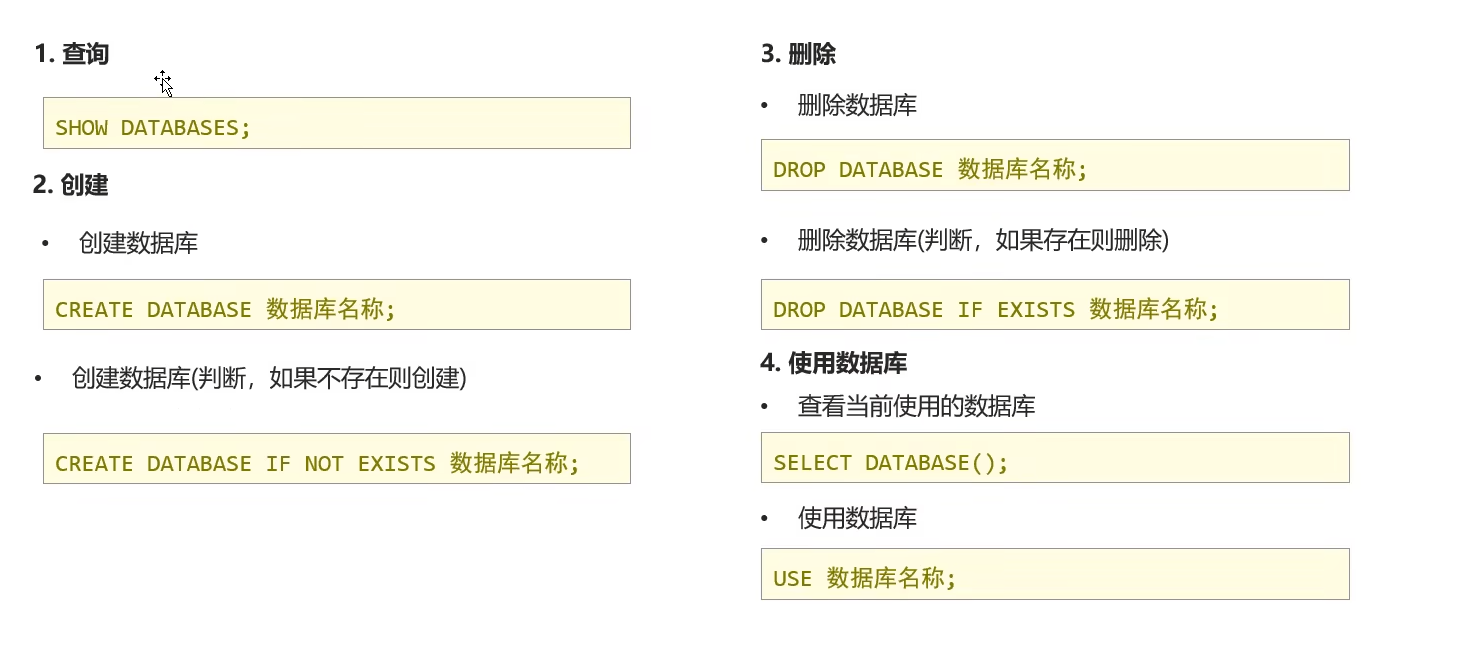 1. 查询
SHOW DATABASES;
2. 创建
• 创建数据库
CREATE DATABASE 数据库名称;
• 创建数据库(判断，如果不存在则创建)
CREATE DATABASE IF NOT EXISTS 数据库名称;
3. 删除
• 删除数据库
DROP DATABASE 数据库名称;
• 删除数据库(判断，如果存在则删除)
DROP DATABASE IF EXISTS 数据库名称;
4. 使用数据库
• 查看当前使用的数据库
SELECT DATABASE();
• 使用数据库
USE 数据库名称;